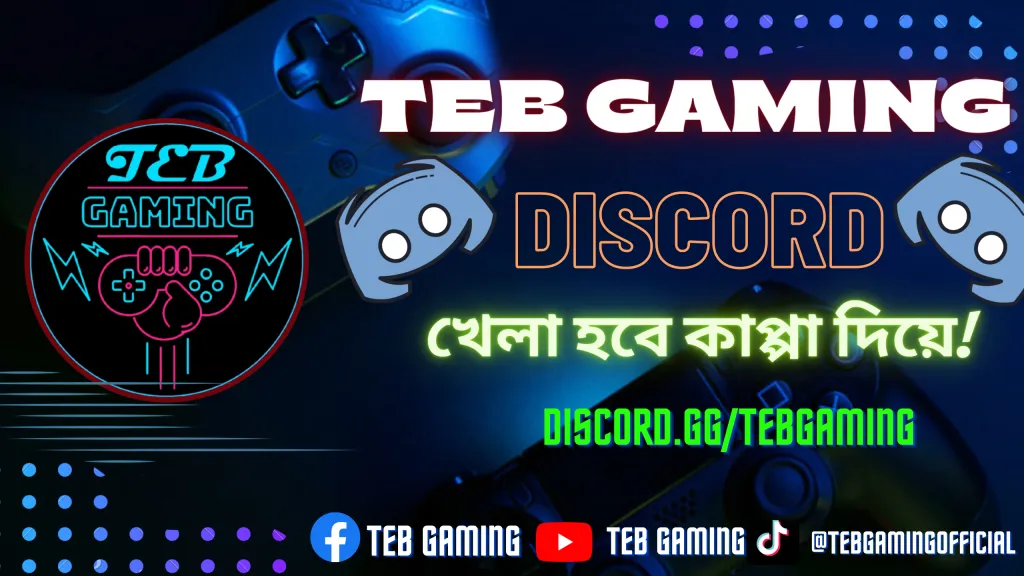 TEB GAMING
TEB
GAMING
DISCORD
খেলা হবে কাপ্পা দিয়ে!
DISCORD.GG/TEBGAMING
TEB GAMING
TEB GAMING
@TEBGAMINGOFFICIAL